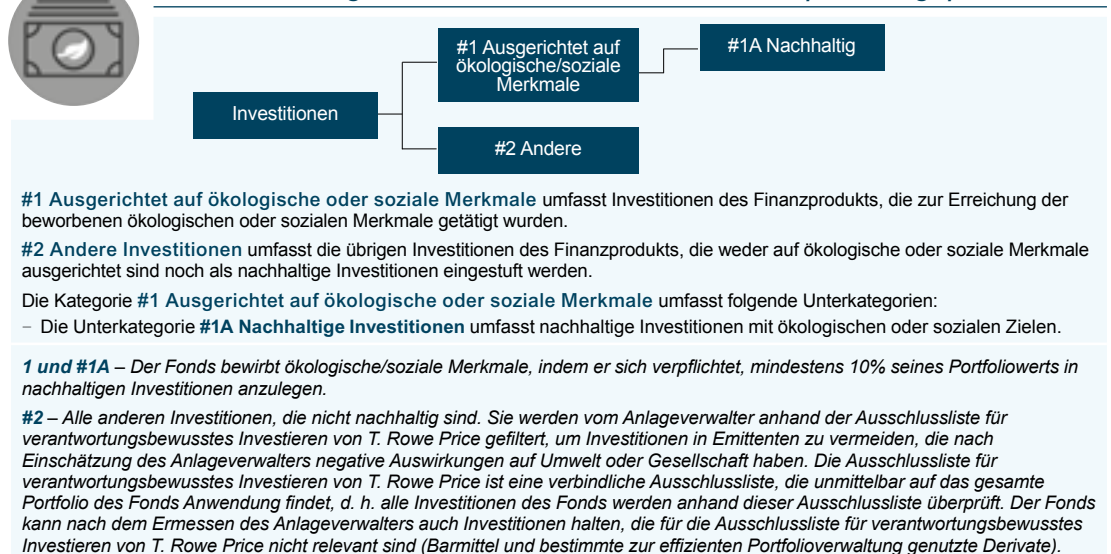 #1 Ausgerichtet auf
ökologische/soziale
Merkmale
#1A Nachhaltig
Investitionen
#2 Andere
#1 Ausgerichtet auf ökologische oder soziale Merkmale umfasst Investitionen des Finanzprodukts, die zur Erreichung der
beworbenen ökologischen oder sozialen Merkmale getätigt wurden.
#2 Andere Investitionen umfasst die übrigen Investitionen des Finanzprodukts, die weder auf ökologische oder soziale Merkmale
ausgerichtet sind noch als nachhaltige Investitionen eingestuft werden.
Die Kategorie #1 Ausgerichtet auf ökologische oder soziale Merkmale umfasst folgende Unterkategorien:
– Die Unterkategorie #1A Nachhaltige Investitionen umfasst nachhaltige Investitionen mit ökologischen oder sozialen Zielen.
1 und #1A – Der Fonds bewirbt ökologische/soziale Merkmale, indem er sich verpflichtet, mindestens 10% seines Portfoliowerts in
nachhaltigen Investitionen anzulegen.
#2 – Alle anderen Investitionen, die nicht nachhaltig sind. Sie werden vom Anlageverwalter anhand der Ausschlussliste für
verantwortungsbewusstes Investieren von T. Rowe Price gefiltert, um Investitionen in Emittenten zu vermeiden, die nach
Einschätzung des Anlageverwalters negative Auswirkungen auf Umwelt oder Gesellschaft haben. Die Ausschlussliste für
verantwortungsbewusstes Investieren von T. Rowe Price ist eine verbindliche Ausschlussliste, die unmittelbar auf das gesamte
Portfolio des Fonds Anwendung findet, d. h. alle Investitionen des Fonds werden anhand dieser Ausschlussliste überprüft. Der Fonds
kann nach dem Ermessen des Anlageverwalters auch Investitionen halten, die für die Ausschlussliste für verantwortungsbewusstes
Investieren von T. Rowe Price nicht relevant sind (Barmittel und bestimmte zur effizienten Portfolioverwaltung genutzte Derivate).